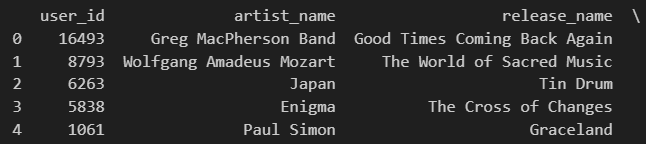 user_id artist_name release_name \
0 16493 Greg MacPherson Band Good Times Coming Back Again
1 8793 Wolfgang Amadeus Mozart The World of Sacred Music
2 6263 Japan Tin Drum
3 5838 Enigma The Cross of Changes
4 1061 Paul Simon Graceland